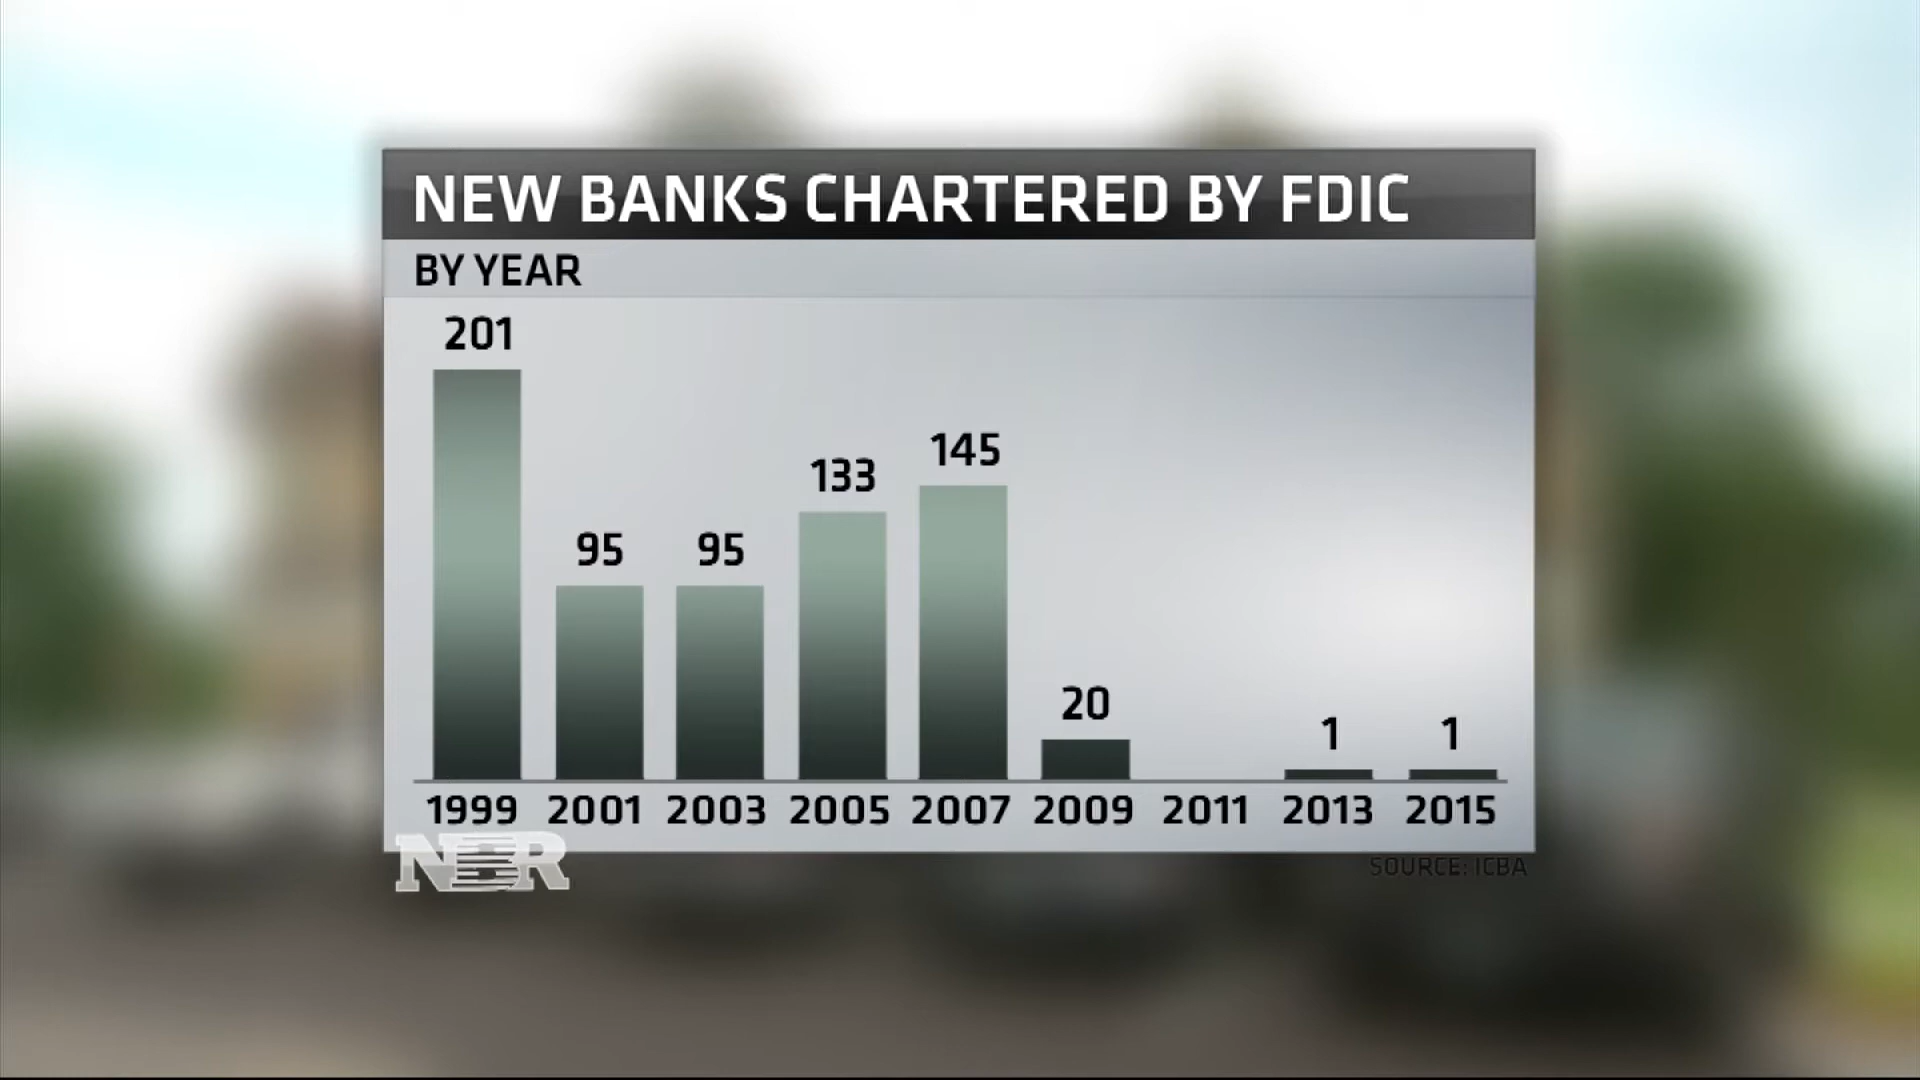 NEW BANKS CHARTERED BY FDIC
BY YEAR
201
95
95
133
145
20
1
1
1999 2001 2003 2005 2007 2009 2011 2013 2015
NBR
SOURCE: ICBA